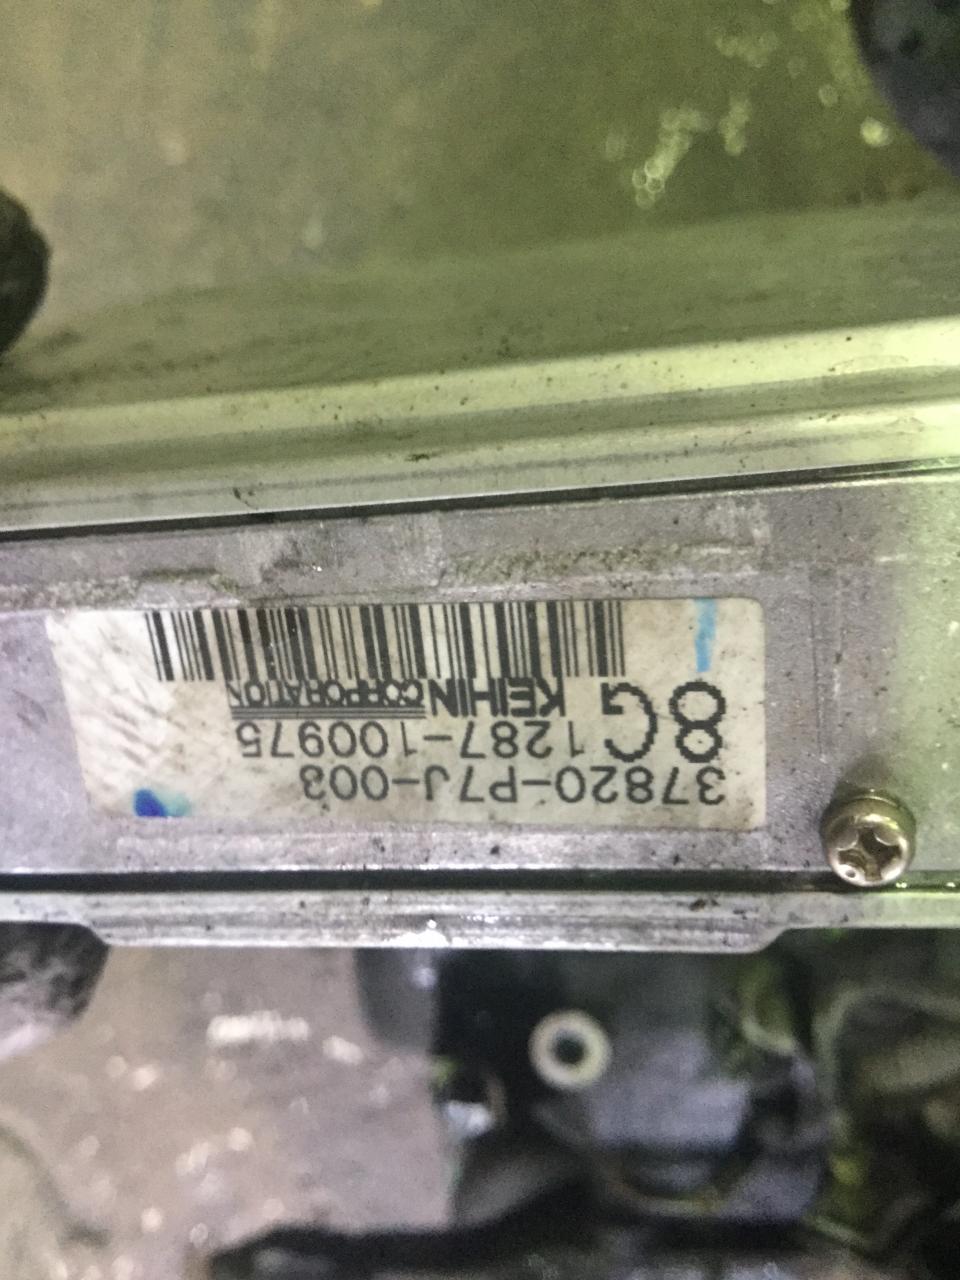 37820-P7J-003
8G 1287-100975
KEIHIN CORPORATION